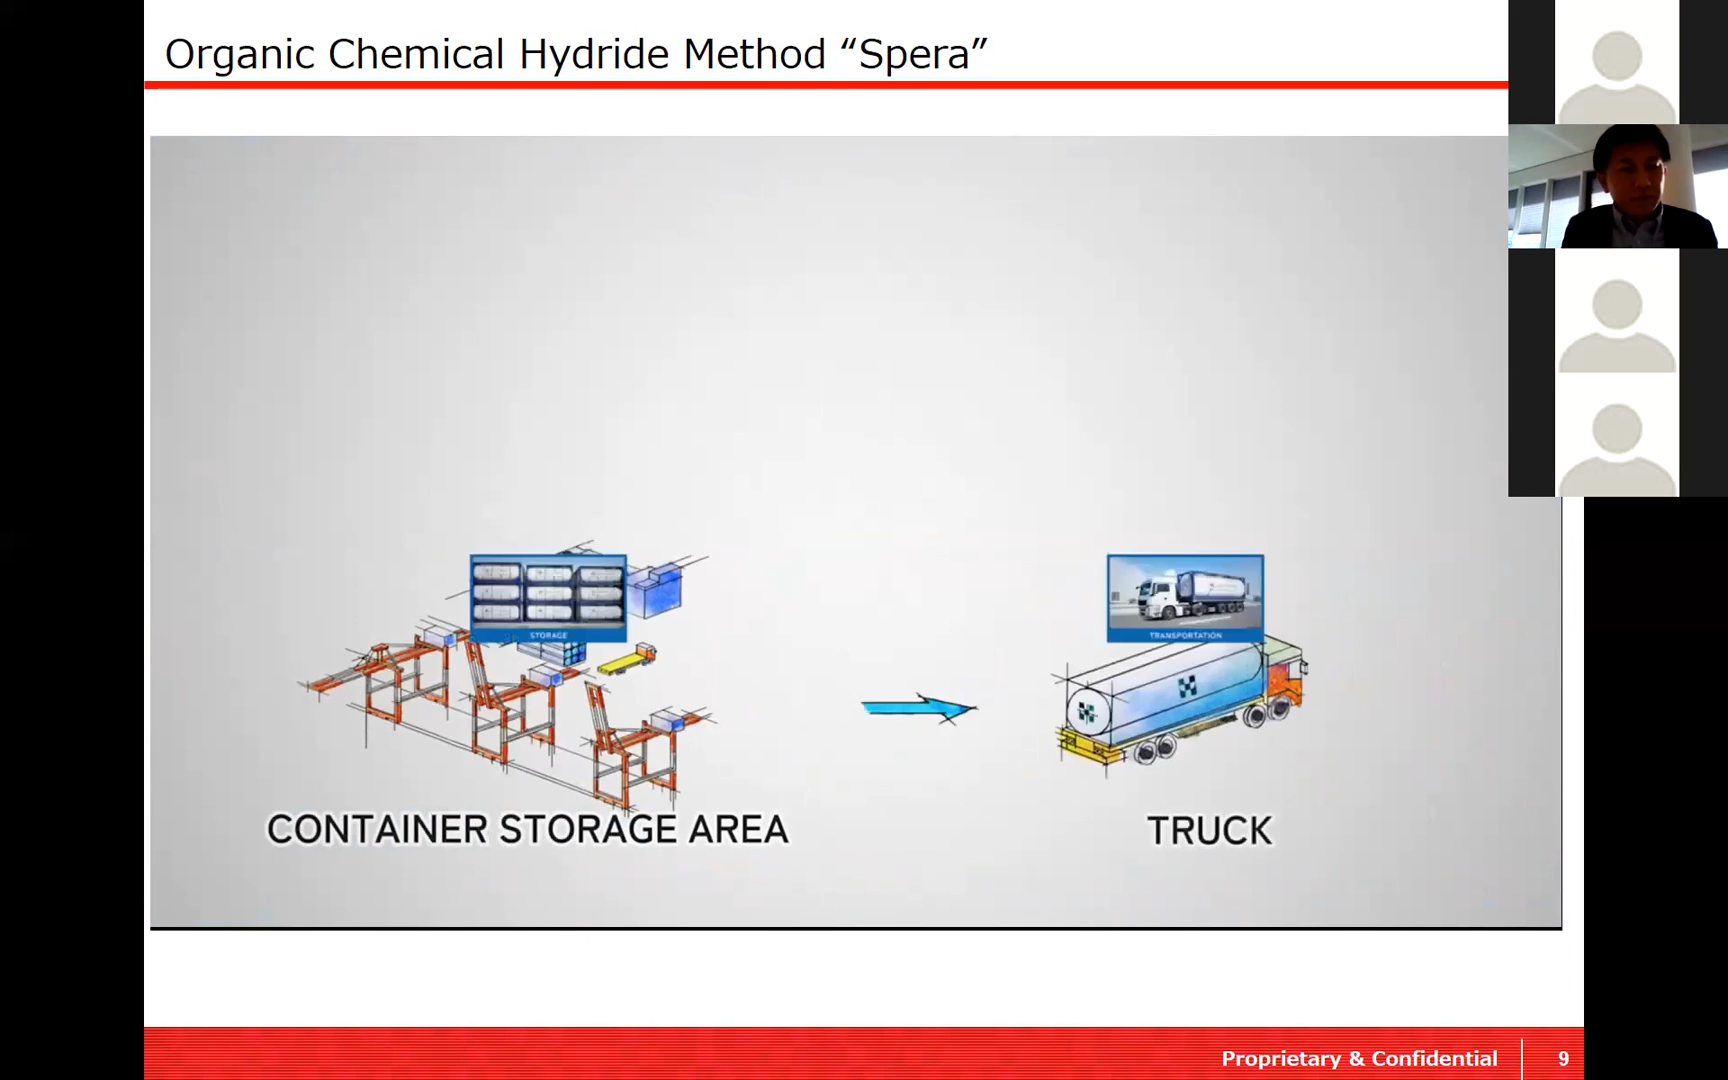 Organic Chemical Hydride Method “Spera”
STORAGE
TRANSPORTATION
CONTAINER STORAGE AREA
TRUCK
Proprietary & Confidential
9